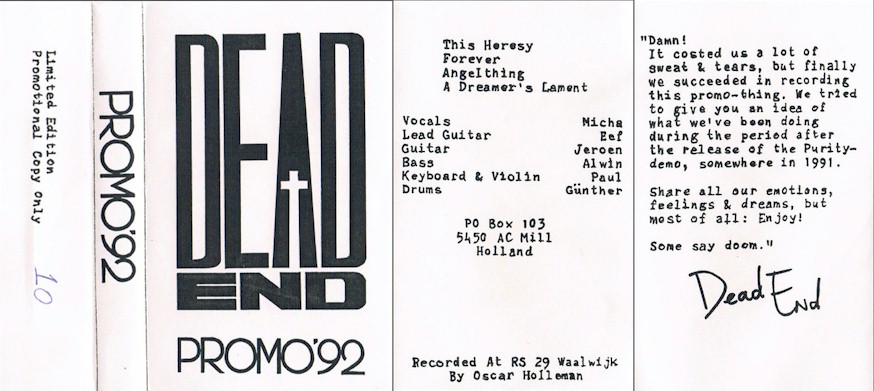 Limited Edition
Promotional Copy Only
10
PROMO'92
DEAD
END
PROMO'92
This Heresy
Forever
Angelthing
A Dreamer's Lament
Vocals Micha
Lead Guitar Eef
Guitar Jeroen
Bass Alwin
Keyboard & Violin Paul
Drums Günther
PO Box 103
5450 AC Mill
Holland
Recorded At RS 29 Waalwijk
By Oscar Holleman
"Damn!
It costed us a lot of
sweat & tears, but finally
we succeeded in recording
this promo-thing. We tried
to give you an idea of
what we've been doing
during the period after
the release of the Purity-
demo, somewhere in 1991.
Share all our emotions,
feelings & dreams, but
most of all: Enjoy!
Some say doom."
Dead End